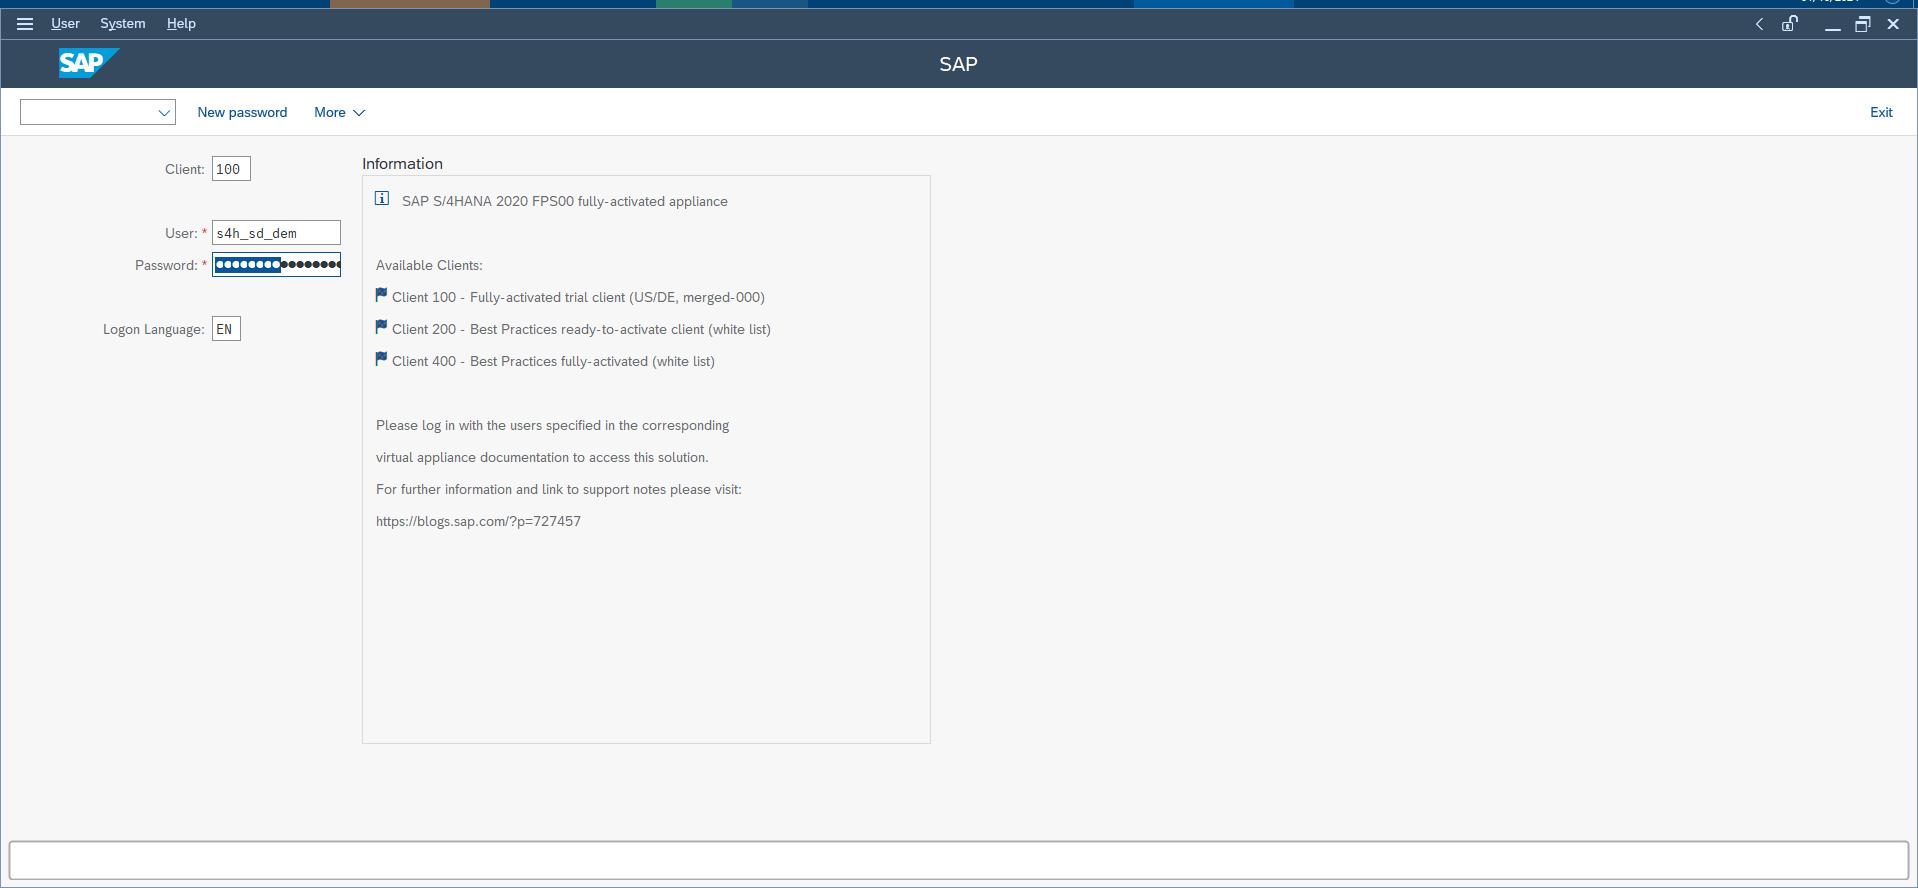 User System Help
SAP
SAP
New password More Exit
Client: 100
User: * s4h_sd_dem
Password: *
Logon Language: EN
Information
SAP S/4HANA 2020 FPS00 fully-activated appliance
Available Clients:
Client 100 - Fully-activated trial client (US/DE, merged-000)
Client 200 - Best Practices ready-to-activate client (white list)
Client 400 - Best Practices fully-activated (white list)
Please log in with the users specified in the corresponding
virtual appliance documentation to access this solution.
For further information and link to support notes please visit:
https://blogs.sap.com/?p=727457